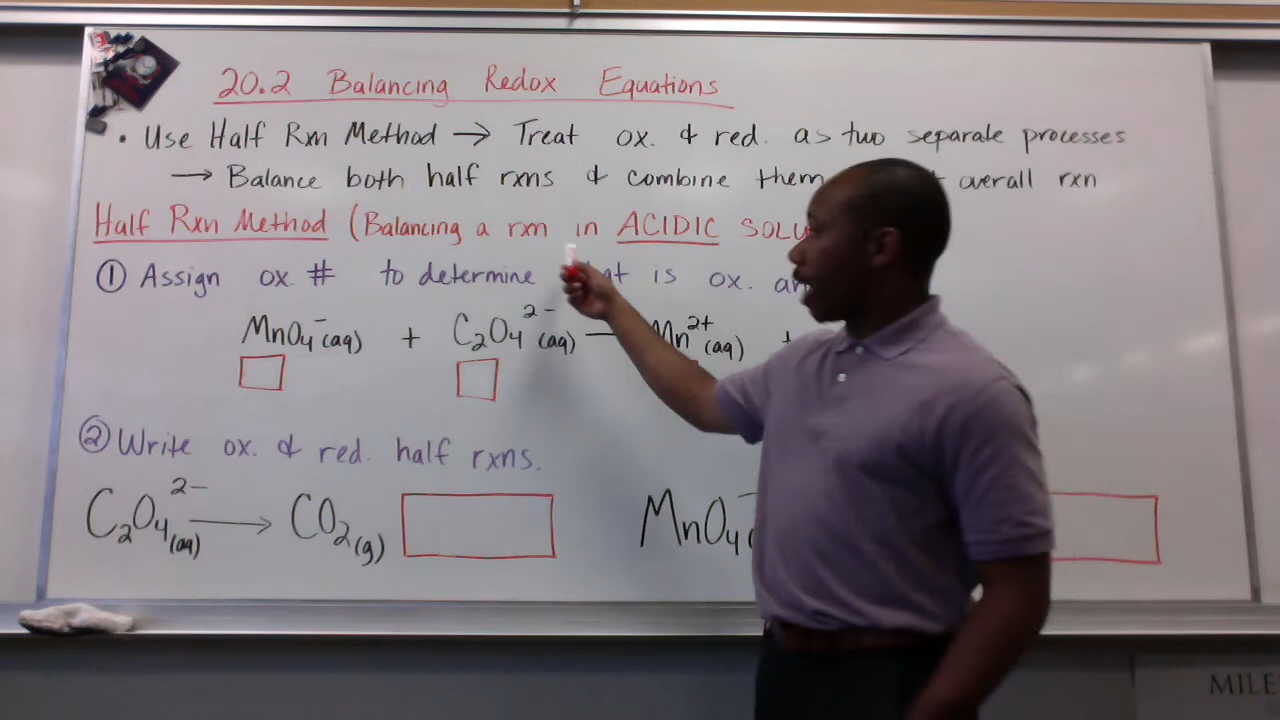 20.2 Balancing Redox Equations
• Use Half Rxn Method → Treat ox. & red. as two separate processes
→ Balance both half rxns & combine them overall rxn
Half Rxn Method (Balancing a rxn in ACIDIC SOLU
① Assign ox. # to determine is ox.
MnO₄⁻(aq) + C₂O₄²⁻(aq) Mn²⁺(aq) +
② Write ox. & red. half rxns.
C₂O₄²⁻(aq) → CO₂(g) MnO₄⁻
MILE